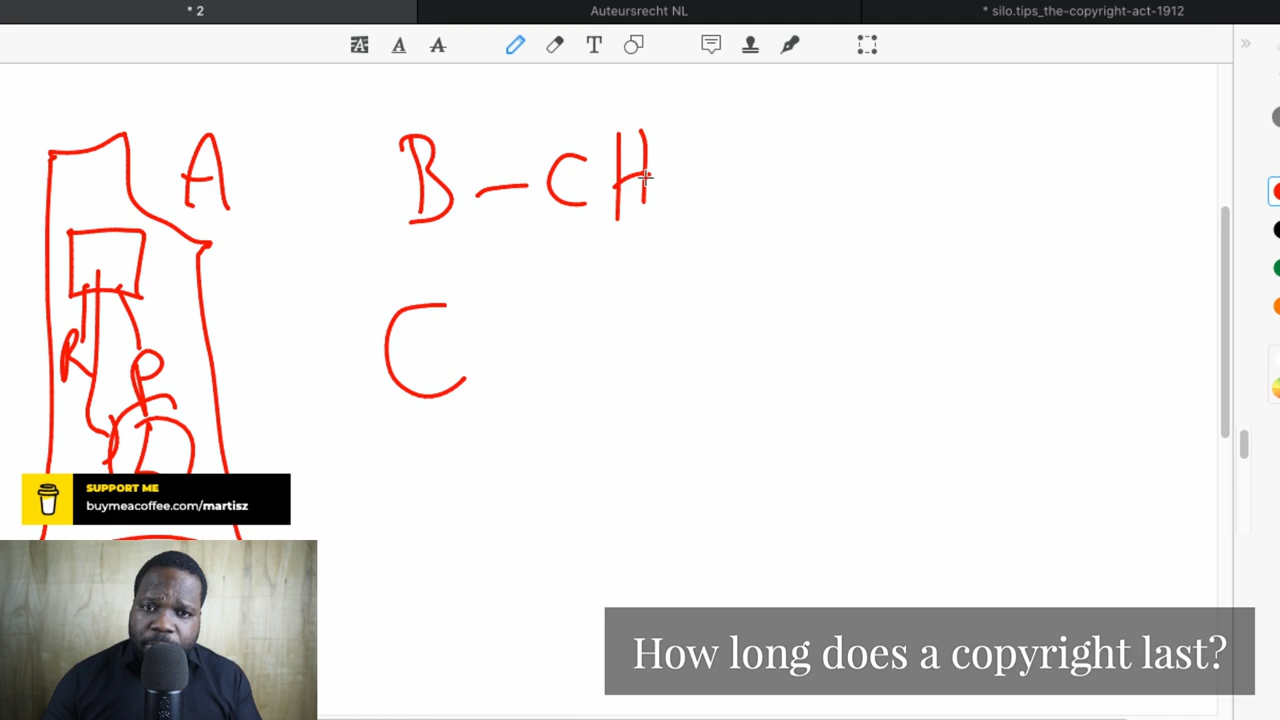 * 2
Auteursrecht NL
* silo.tips_the-copyright-act-1912
A
B - CH
R
P
C
SUPPORT ME
buymeacoffee.com/martisz
How long does a copyright last?